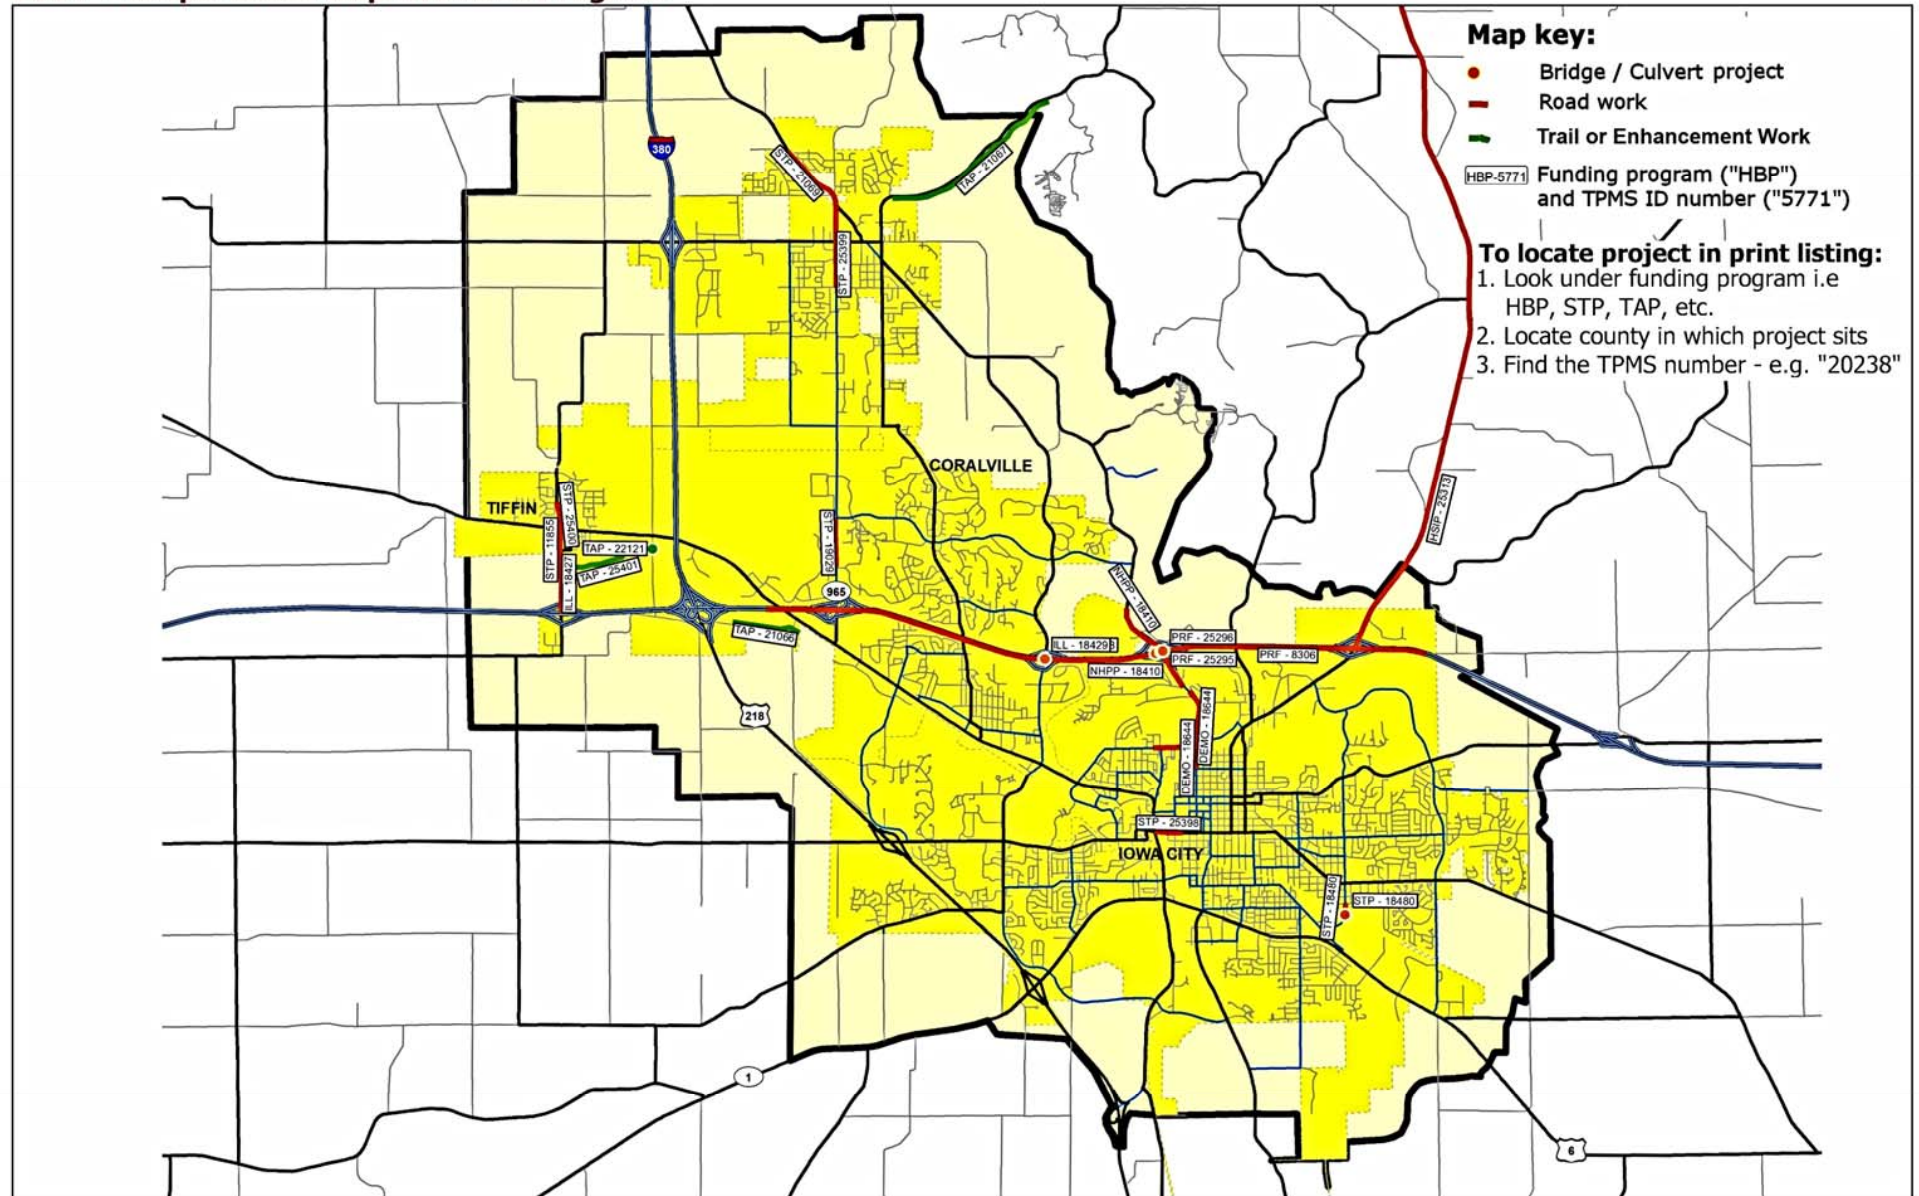 Map key:
Bridge / Culvert project
Road work
Trail or Enhancement Work
HBP-5771
Funding program ("HBP")
and TPMS ID number ("5771")
To locate project in print listing:
1. Look under funding program i.e
HBP, STP, TAP, etc.
2. Locate county in which project sits
3. Find the TPMS number - e.g. "20238"
380
STP - 21069
TAP - 21067
STP - 25399
CORALVILLE
TIFFIN
STP - 25400
STP - 11855
TAP - 22121
TAP - 25401
ILL - 18427
STP - 19029
965
HSIP - 25313
NHPP - 18410
TAP - 21066
ILL - 18429
PRF - 25296
PRF - 25295
PRF - 8306
NHPP - 18410
218
DEMO - 18644
DEMO - 18644
STP - 25398
IOWA CITY
STP - 18480
STP - 18480
1
6